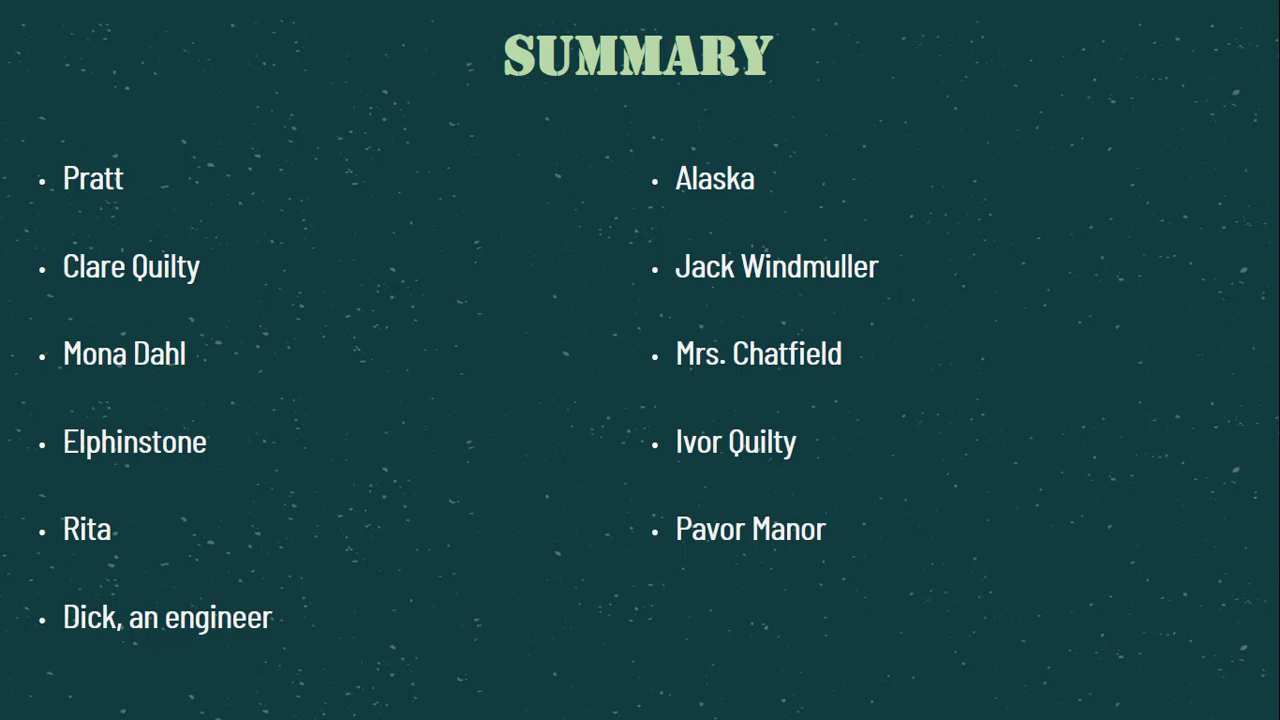 SUMMARY
• Pratt
• Clare Quilty
• Mona Dahl
• Elphinstone
• Rita
• Dick, an engineer
• Alaska
• Jack Windmuller
• Mrs. Chatfield
• Ivor Quilty
• Pavor Manor